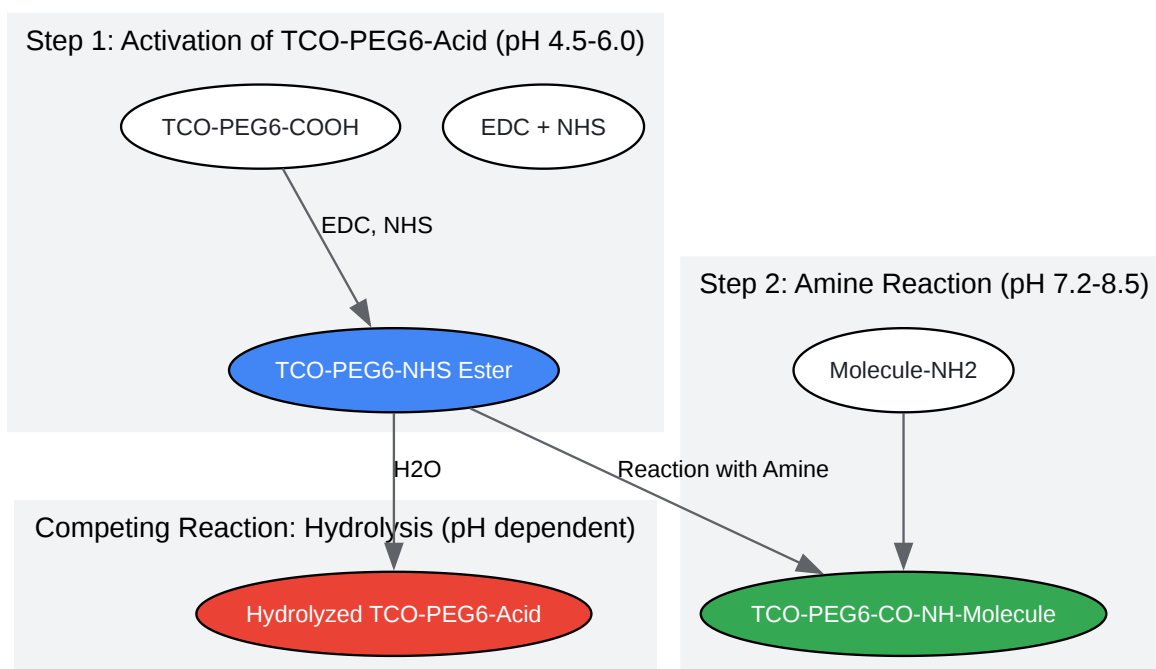 Step 1: Activation of TCO-PEG6-Acid (pH 4.5-6.0)
TCO-PEG6-COOH
EDC + NHS
EDC, NHS
TCO-PEG6-NHS Ester
Step 2: Amine Reaction (pH 7.2-8.5)
Molecule-NH2
H2O
Reaction with Amine
Competing Reaction: Hydrolysis (pH dependent)
Hydrolyzed TCO-PEG6-Acid
TCO-PEG6-CO-NH-Molecule